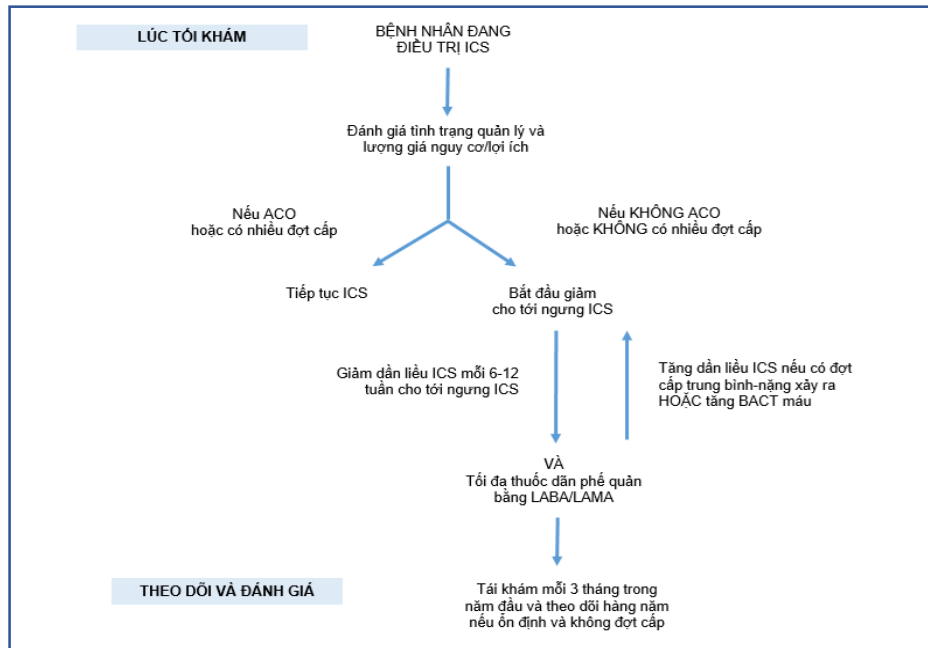 LÚC TỐI KHÁM
BỆNH NHÂN ĐANG
ĐIỀU TRỊ ICS
Đánh giá tình trạng quản lý và
lượng giá nguy cơ/lợi ích
Nếu ACO
hoặc có nhiều đợt cấp
Nếu KHÔNG ACO
hoặc KHÔNG có nhiều đợt cấp
Tiếp tục ICS
Bắt đầu giảm
cho tới ngưng ICS
Giảm dần liều ICS mỗi 6-12
tuần cho tới ngưng ICS
Tăng dần liều ICS nếu có đợt
cấp trung bình-nặng xảy ra
HOẶC tăng BACT máu
VÀ
Tối đa thuốc dãn phế quản
bằng LABA/LAMA
THEO DÕI VÀ ĐÁNH GIÁ
Tái khám mỗi 3 tháng trong
năm đầu và theo dõi hàng năm
nếu ổn định và không đợt cấp